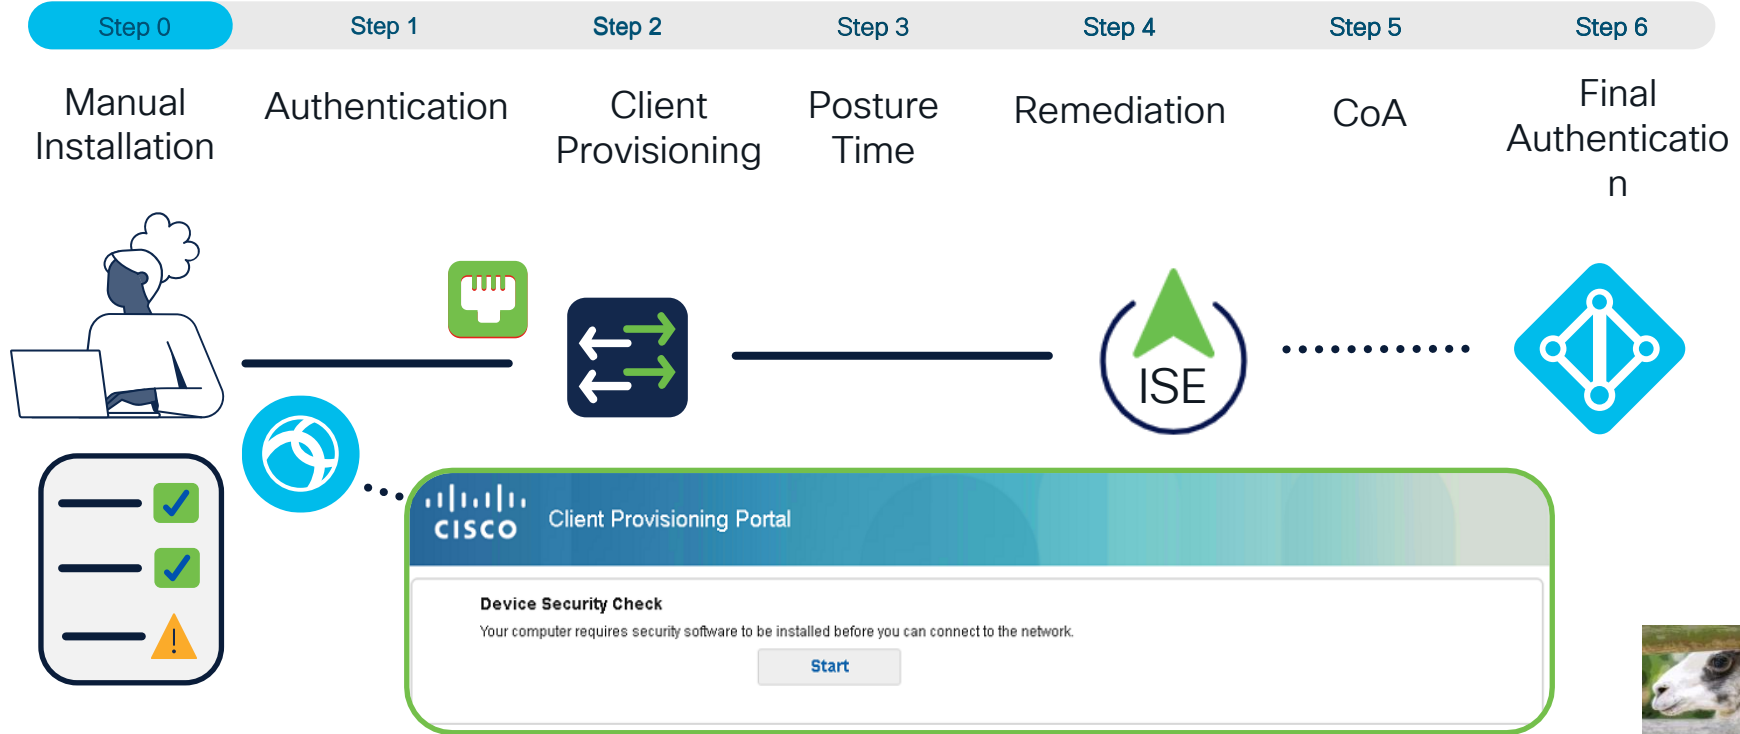 Step 0
Step 1
Step 2
Step 3
Step 4
Step 5
Step 6
Manual
Installation
Authentication
Client
Provisioning
Posture
Time
Remediation
CoA
Final
Authenticatio
n
ISE
CISCO
Client Provisioning Portal
Device Security Check
Your computer requires security software to be installed before you can connect to the network.
Start